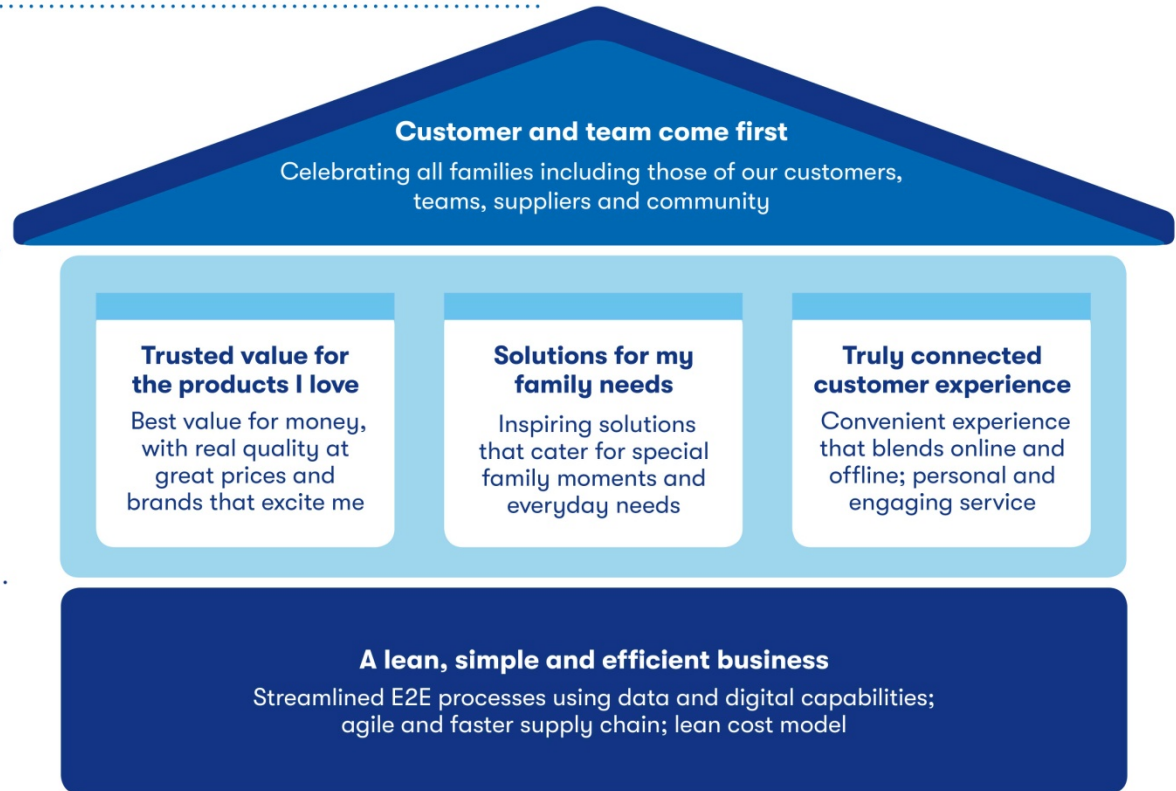 Customer and team come first
Celebrating all families including those of our customers,
teams, suppliers and community
Trusted value for
the products I love
Best value for money,
with real quality at
great prices and
brands that excite me
Solutions for my
family needs
Inspiring solutions
that cater for special
family moments and
everyday needs
Truly connected
customer experience
Convenient experience
that blends online and
offline; personal and
engaging service
A lean, simple and efficient business
Streamlined E2E processes using data and digital capabilities;
agile and faster supply chain; lean cost model